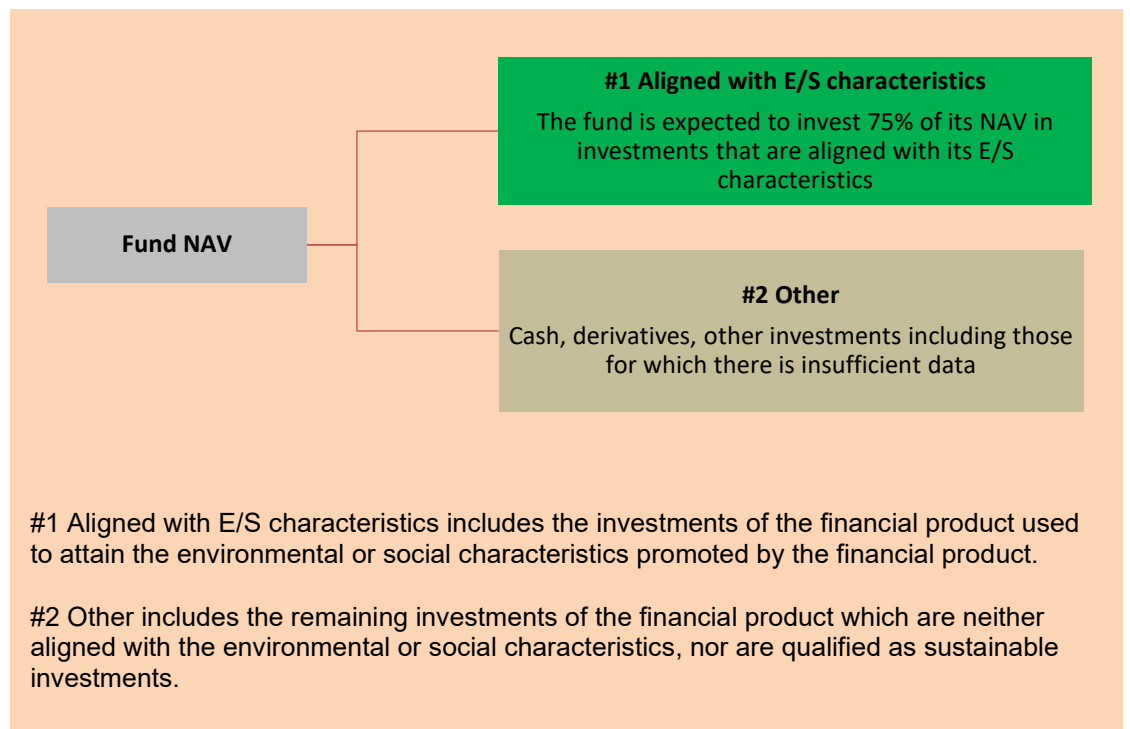 #1 Aligned with E/S characteristics
The fund is expected to invest 75% of its NAV in
investments that are aligned with its E/S
characteristics
Fund NAV
#2 Other
Cash, derivatives, other investments including those
for which there is insufficient data
#1 Aligned with E/S characteristics includes the investments of the financial product used
to attain the environmental or social characteristics promoted by the financial product.
#2 Other includes the remaining investments of the financial product which are neither
aligned with the environmental or social characteristics, nor are qualified as sustainable
investments.